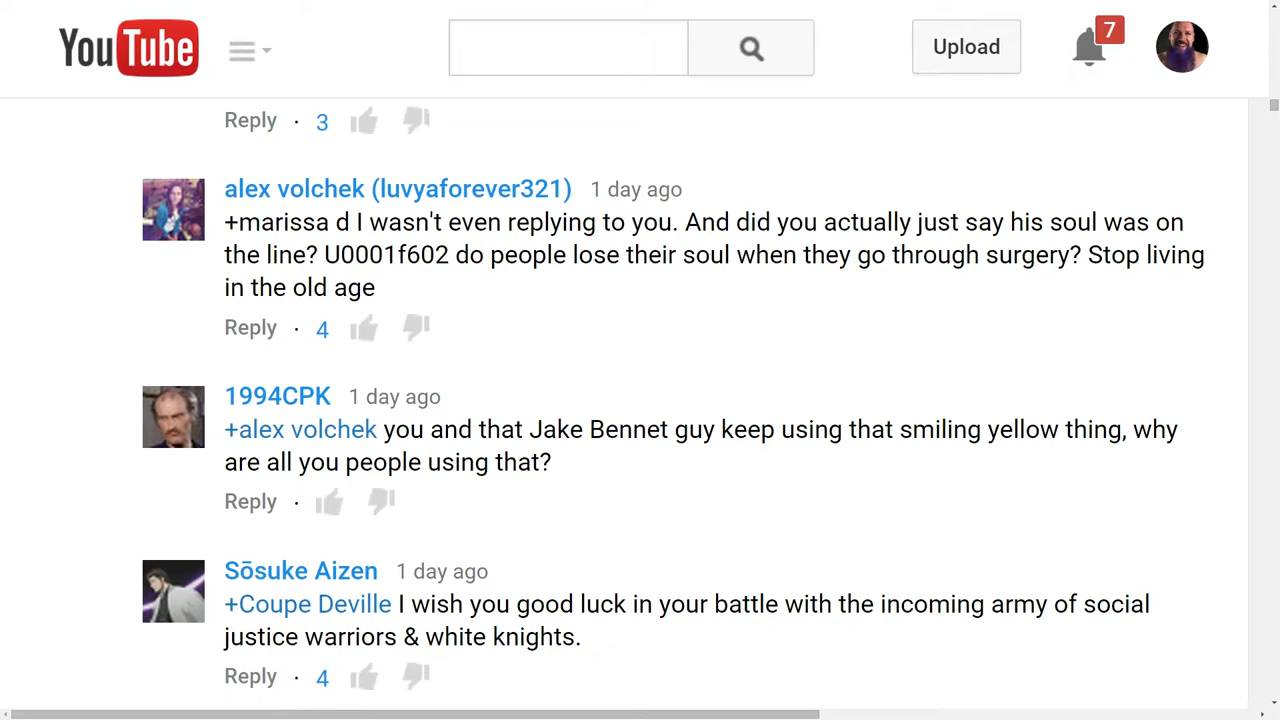 YouTube
Upload
7
Reply · 3
alex volchek (luvyaforever321) 1 day ago
+marissa d I wasn't even replying to you. And did you actually just say his soul was on
the line? U0001f602 do people lose their soul when they go through surgery? Stop living
in the old age
Reply · 4
1994CPK 1 day ago
+alex volchek you and that Jake Bennet guy keep using that smiling yellow thing, why
are all you people using that?
Reply ·
Sōsuke Aizen 1 day ago
+Coupe Deville I wish you good luck in your battle with the incoming army of social
justice warriors & white knights.
Reply · 4